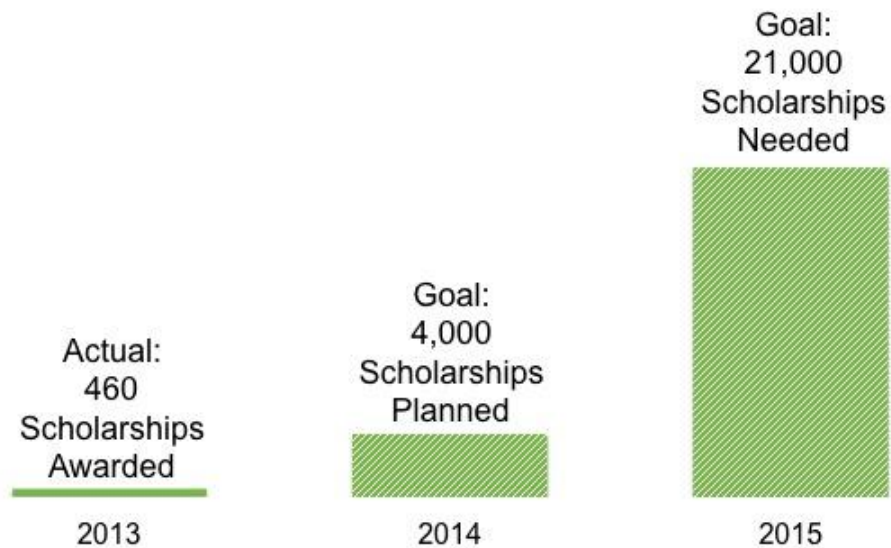 Goal:
21,000
Scholarships
Needed
Goal:
4,000
Scholarships
Planned
Actual:
460
Scholarships
Awarded
2013
2014
2015